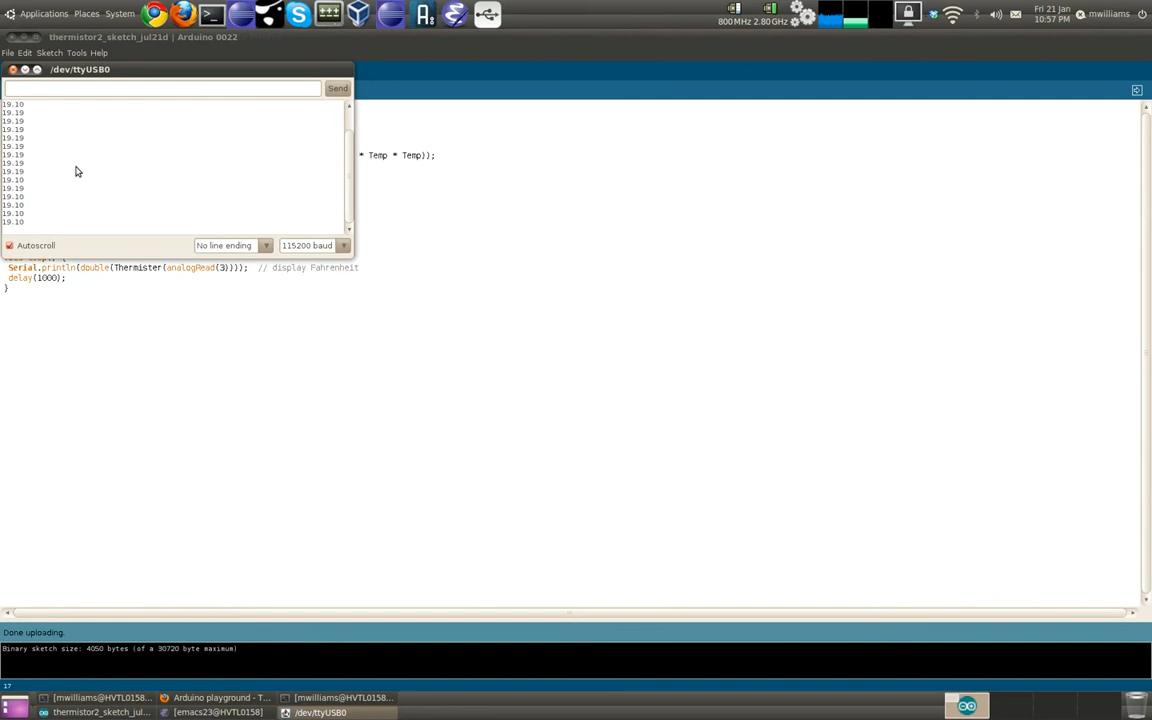 Applications Places System
800 MHz 2.80 GHz
Fri 21 Jan
10:57 PM
mwilliams
thermistor2_sketch_jul21d | Arduino 0022
File Edit Sketch Tools Help
/dev/ttyUSB0
Send
19.10
19.19
19.19
19.19
19.19
19.19
19.19
19.19
19.19
19.10
19.19
19.10
19.10
19.10
19.10
* Temp * Temp));
Autoscroll
No line ending
115200 baud
Serial.println(double(Thermister(analogRead(3)))); // display Fahrenheit
delay(1000);
}
Done uploading.
Binary sketch size: 4050 bytes (of a 30720 byte maximum)
17
[mwilliams@HVTL0158... Arduino playground - T... [mwilliams@HVTL0158...
thermistor2_sketch_jul... [emacs23@HVTL0158] /dev/ttyUSB0